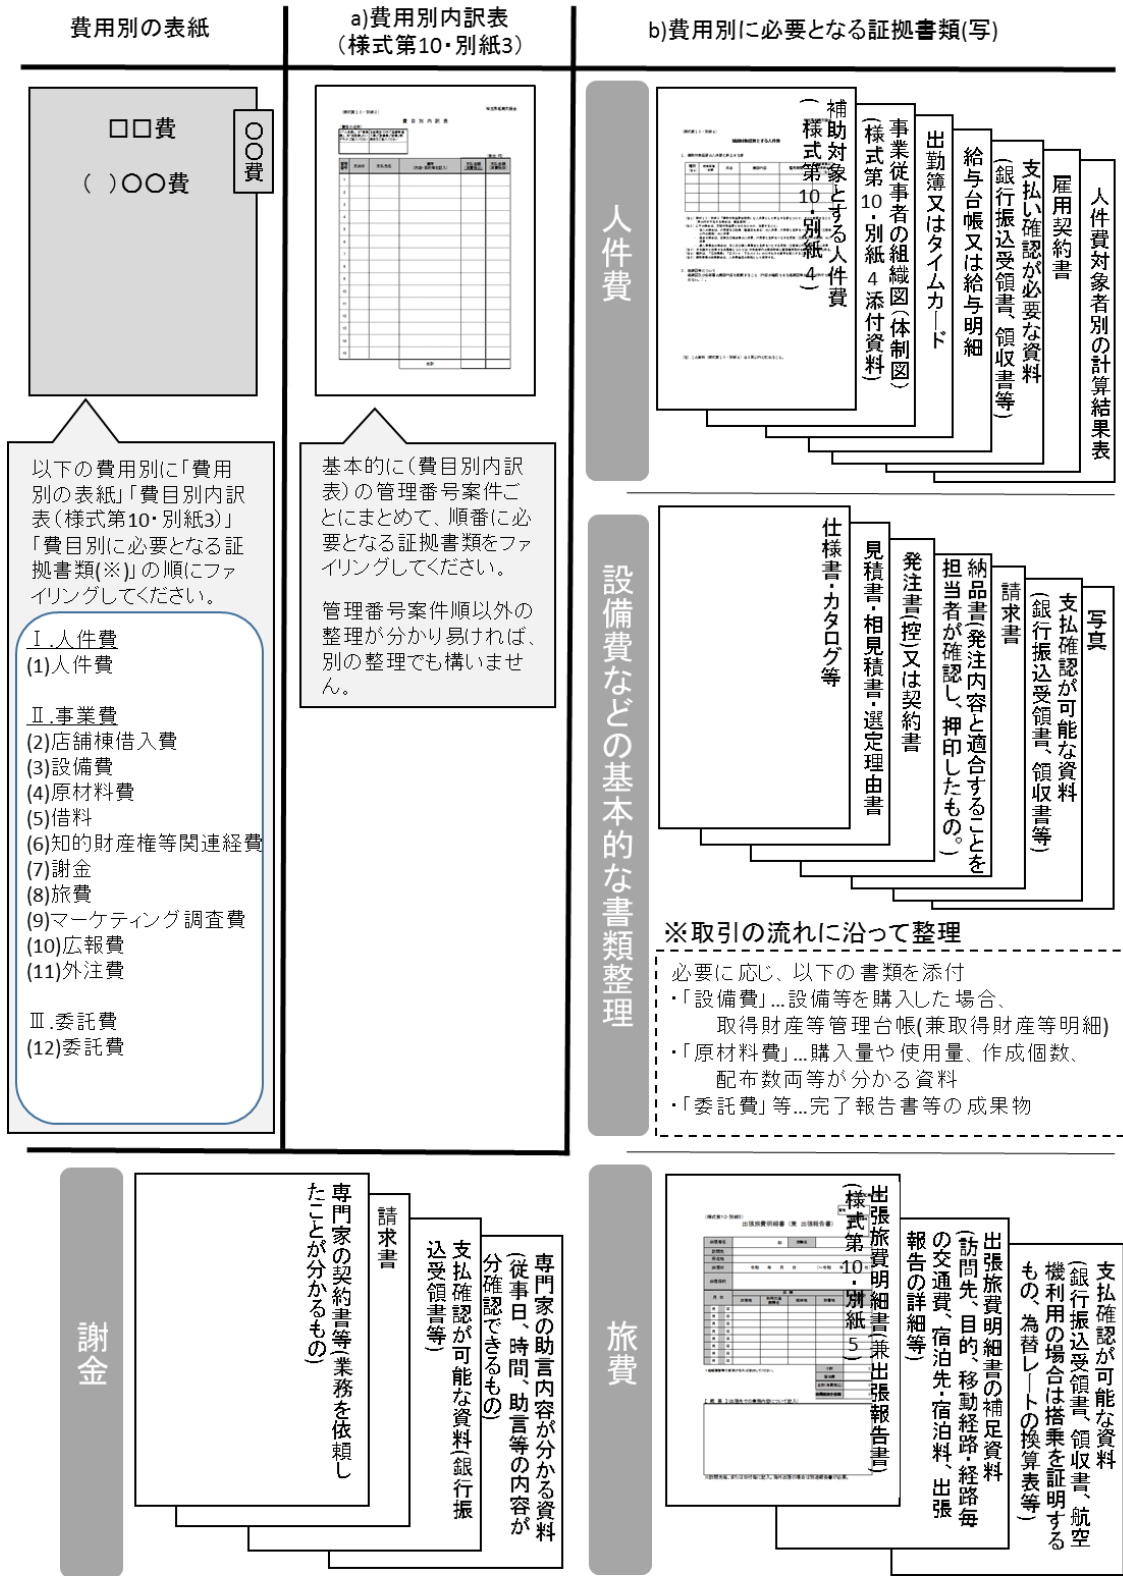 費用別の表紙
a)費用別内訳表
(様式第10・別紙3)
b)費用別に必要となる証拠書類(写)
□□費
( )〇〇費
〇〇費
以下の費用別に「費用
別の表紙」「費目別内訳
表(様式第10・別紙3)」
「費目別に必要となる証
拠書類(※)」の順にファ
イリングしてください。
Ⅰ.人件費
(1)人件費
Ⅱ.事業費
(2)店舗棟借入費
(3)設備費
(4)原材料費
(5)借料
(6)知的財産権等関連経費
(7)謝金
(8)旅費
(9)マーケティング調査費
(10)広報費
(11)外注費
Ⅲ.委託費
(12)委託費
費目別内訳表
合計
基本的に(費目別内訳
表)の管理番号案件ご
とにまとめて、順番に必
要となる証拠書類をファ
イリングしてください。
管理番号案件順以外の
整理が分かり易ければ、
別の整理でも構いませ
ん。
人件費
補助対象とする人件費
(様式第10・別紙4)
事業従事者の組織図(体制図)
(様式第10・別紙4添付資料)
出勤簿又はタイムカード
給与台帳又は給与明細
支払い確認が必要な資料
(銀行振込受領書、領収書等)
雇用契約書
人件費対象者別の計算結果表
設備費などの基本的な書類整理
仕様書・カタログ等
見積書・相見積書・選定理由書
発注書(控)又は契約書
納品書(発注内容と適合することを
担当者が確認し、押印したもの。)
請求書
支払確認が可能な資料
(銀行振込受領書、領収書等)
写真
※取引の流れに沿って整理
必要に応じ、以下の書類を添付
・「設備費」…設備等を購入した場合、
取得財産等管理台帳(兼取得財産等明細)
・「原材料費」…購入量や使用量、作成個数、
配布数両等が分かる資料
・「委託費」等…完了報告書等の成果物
謝金
専門家の契約書等(業務を依頼し
たことが分かるもの)
請求書
支払確認が可能な資料(銀行振
込受領書等)
専門家の助言内容が分かる資料
(従事日、時間、助言等の内容が
分確認できるもの)
旅費
出張旅費明細書(兼 出張報告書)
出張旅費明細書(兼出張報告書)
(様式第10・別紙5)
出張旅費明細書の補足資料
(訪問先、目的、移動経路・経路毎
の交通費、宿泊先・宿泊料、出張
報告の詳細等)
支払確認が可能な資料
(銀行振込受領書、領収書、航空
機利用の場合は搭乗を証明する
もの、為替レートの換算表等)